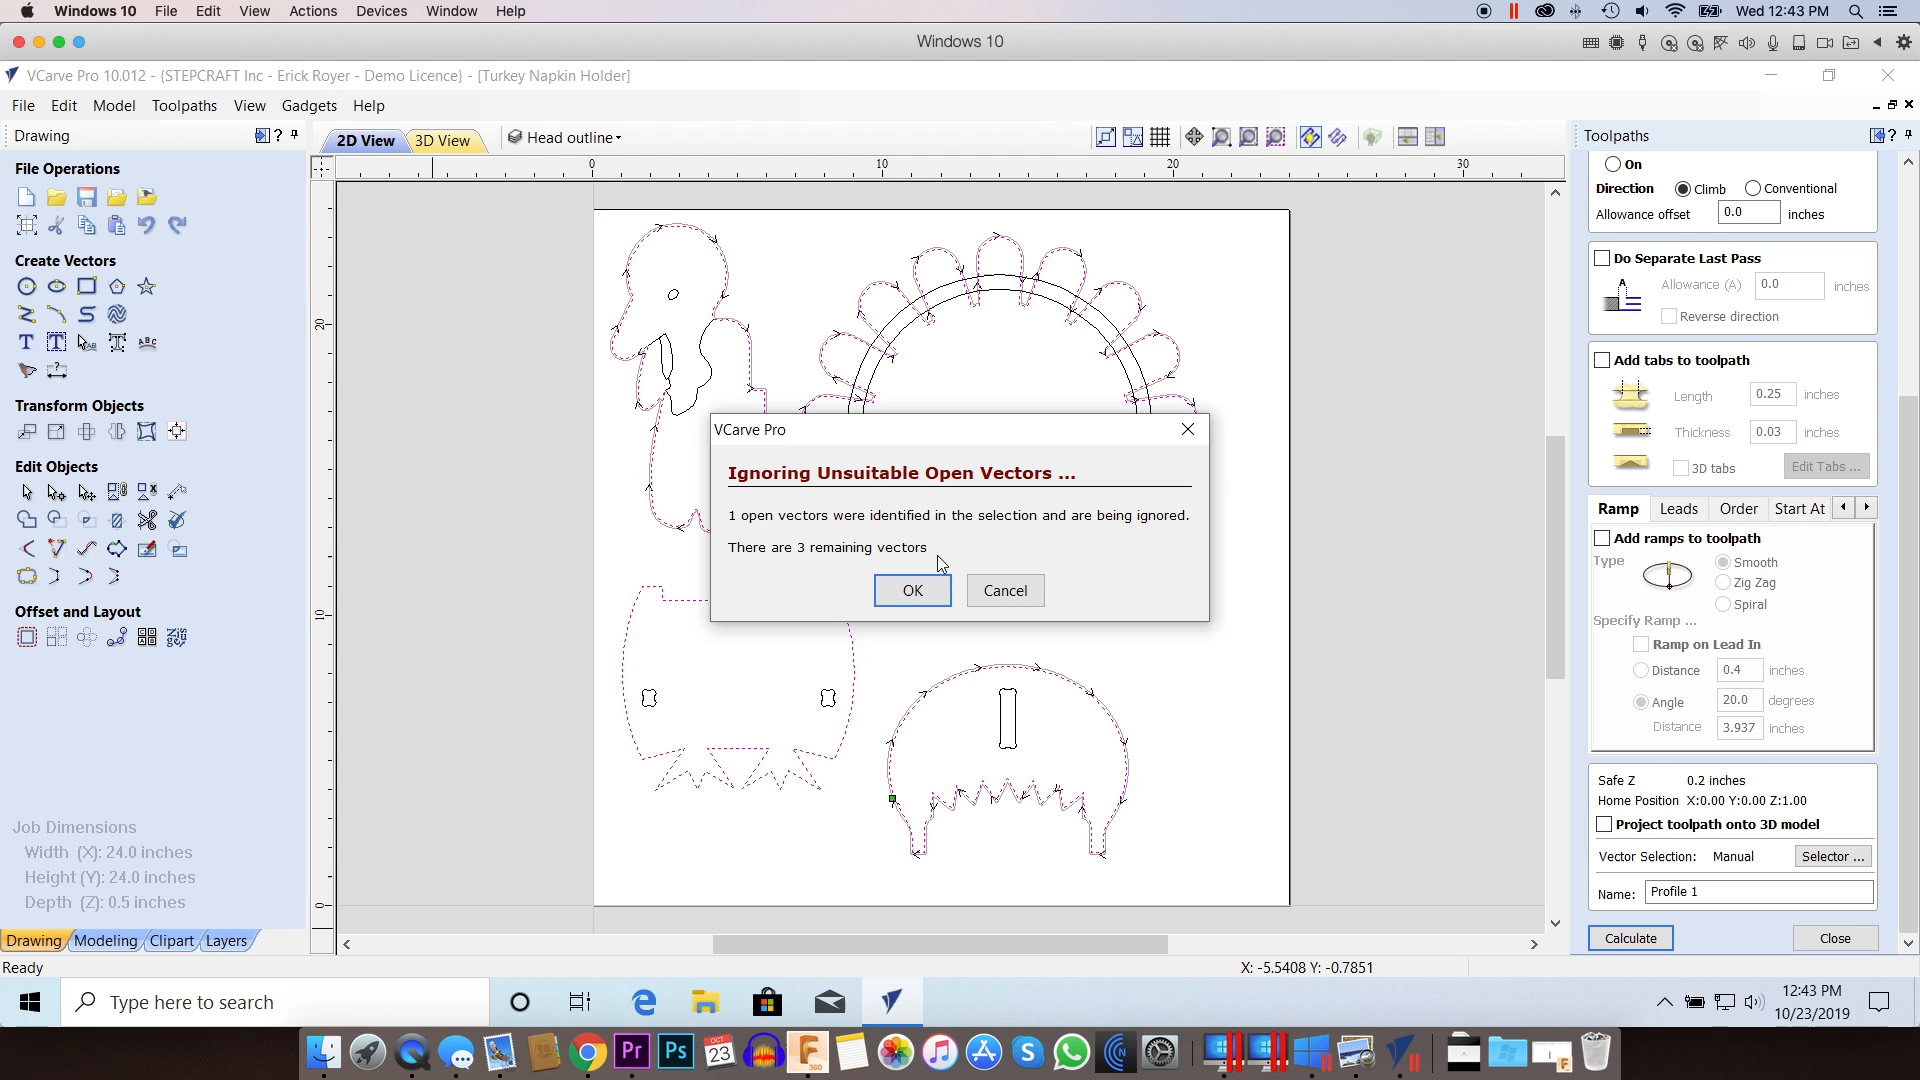 Windows 10 File Edit View Actions Devices Window Help
Wed 12:43 PM
Windows 10
VCarve Pro 10.012 - {STEPCRAFT Inc - Erick Royer - Demo Licence} - [Turkey Napkin Holder]
File Edit Model Toolpaths View Gadgets Help
Drawing
File Operations
Create Vectors
Transform Objects
Edit Objects
Offset and Layout
Job Dimensions
Width (X): 24.0 inches
Height (Y): 24.0 inches
Depth (Z): 0.5 inches
Drawing Modeling Clipart Layers
Ready
2D View 3D View Head outline
0 10 20 30
20
10
0
VCarve Pro
Ignoring Unsuitable Open Vectors ...
1 open vectors were identified in the selection and are being ignored.
There are 3 remaining vectors
OK Cancel
X: -5.5408 Y: -0.7851
Toolpaths
On
Direction Climb Conventional
Allowance offset 0.0 inches
Do Separate Last Pass
A Allowance (A) 0.0 inches
Reverse direction
Add tabs to toolpath
Length 0.25 inches
Thickness 0.03 inches
3D tabs Edit Tabs ...
Ramp Leads Order Start At
Add ramps to toolpath
Type Smooth
Zig Zag
Spiral
Specify Ramp ...
Ramp on Lead In
Distance 0.4 inches
Angle 20.0 degrees
Distance 3.937 inches
Safe Z 0.2 inches
Home Position X:0.00 Y:0.00 Z:1.00
Project toolpath onto 3D model
Vector Selection: Manual Selector ...
Name: Profile 1
Calculate Close
Type here to search
12:43 PM
10/23/2019
Pr Ps OCT 23 F 360